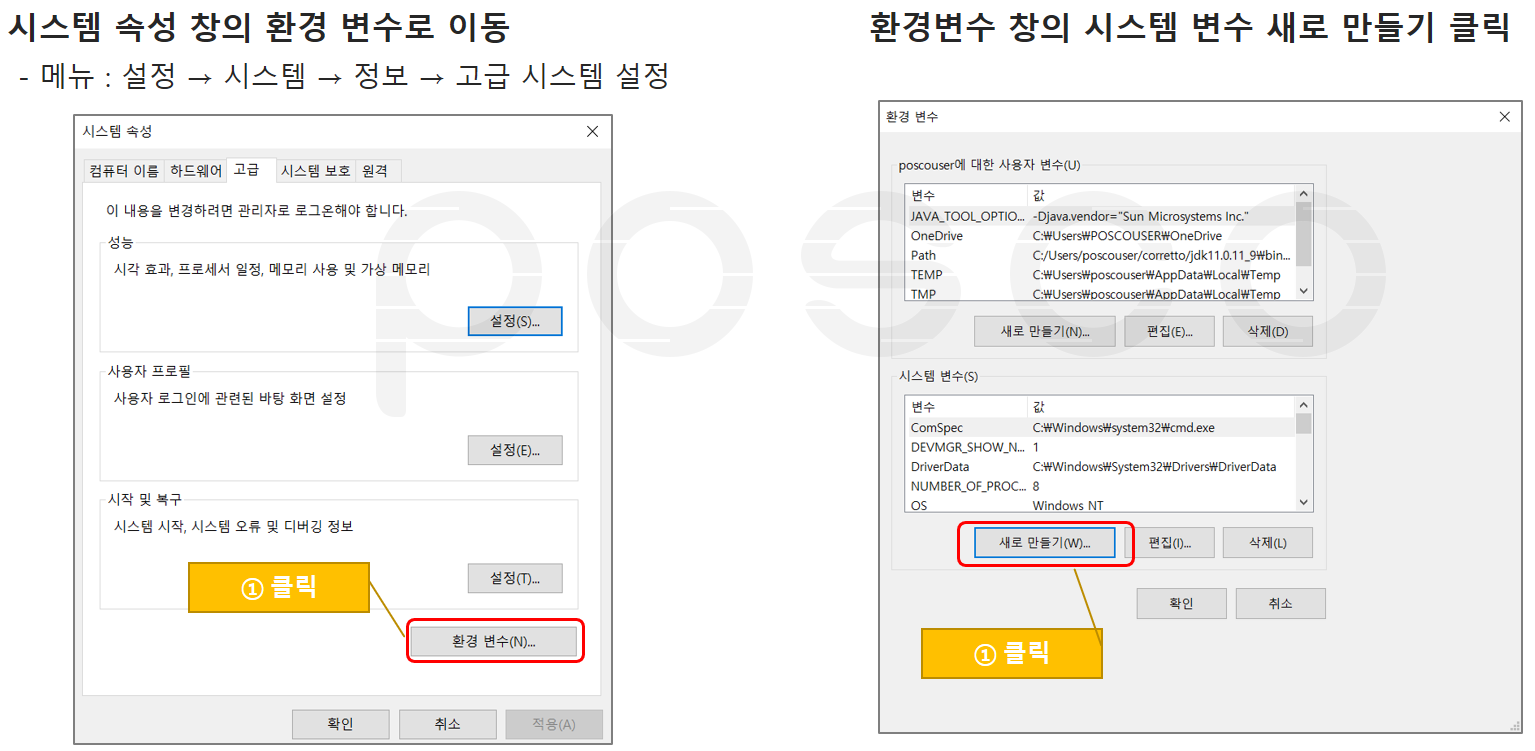 시스템 속성 창의 환경 변수로 이동
- 메뉴 : 설정 → 시스템 → 정보 → 고급 시스템 설정
시스템 속성
컴퓨터 이름 하드웨어 고급 시스템 보호 원격
이 내용을 변경하려면 관리자로 로그온해야 합니다.
성능
시각 효과, 프로세서 일정, 메모리 사용 및 가상 메모리
설정(S)...
사용자 프로필
사용자 로그인에 관련된 바탕 화면 설정
설정(E)...
시작 및 복구
시스템 시작, 시스템 오류 및 디버깅 정보
설정(T)...
① 클릭
환경 변수(N)...
확인 취소 적용(A)
환경변수 창의 시스템 변수 새로 만들기 클릭
환경 변수
poscouser에 대한 사용자 변수(U)
변수 값
JAVA_TOOL_OPTIO... -Djava.vendor="Sun Microsystems Inc."
OneDrive C:₩Users₩POSCOUSER₩OneDrive
Path C:/Users/poscouser/corretto/jdk11.0.11_9₩bin...
TEMP C:₩Users₩poscouser₩AppData₩Local₩Temp
TMP C:₩Users₩poscouser₩AppData₩Local₩Temp
새로 만들기(N)... 편집(E)... 삭제(D)
시스템 변수(S)
변수 값
ComSpec C:₩Windows₩system32₩cmd.exe
DEVMGR_SHOW_N... 1
DriverData C:₩Windows₩System32₩Drivers₩DriverData
NUMBER_OF_PROC... 8
OS Windows NT
새로 만들기(W)... 편집(I)... 삭제(L)
확인 취소
① 클릭
posco